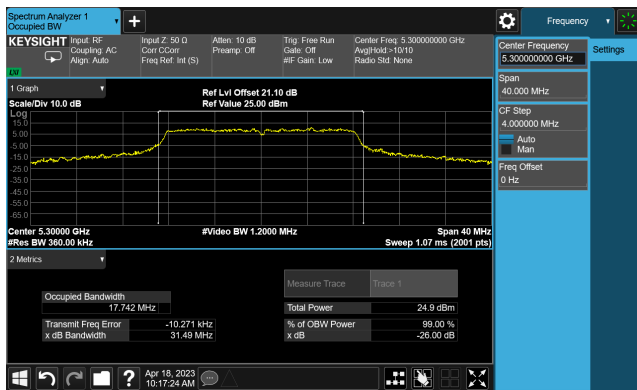 Spectrum Analyzer 1
Occupied BW
Frequency
KEYSIGHT
Input: RF
Coupling: AC
Align: Auto
Input Z: 50 Ω
Corr CCorr
Freq Ref: Int (S)
Atten: 10 dB
Preamp: Off
Trig: Free Run
Gate: Off
#IF Gain: Low
Center Freq: 5.300000000 GHz
Avg|Hold:>10/10
Radio Std: None
LXI
Center Frequency
5.300000000 GHz
Settings
Span
40.000 MHz
CF Step
4.000000 MHz
Auto
Man
Freq Offset
0 Hz
1 Graph
Scale/Div 10.0 dB
Ref Lvl Offset 21.10 dB
Ref Value 25.00 dBm
Log
15.0
5.00
-5.00
-15.0
-25.0
-35.0
-45.0
-55.0
-65.0
Center 5.30000 GHz
#Video BW 1.2000 MHz
Span 40 MHz
#Res BW 360.00 kHz
Sweep 1.07 ms (2001 pts)
2 Metrics
Measure Trace
Trace 1
Occupied Bandwidth
17.742 MHz
Total Power
24.9 dBm
Transmit Freq Error
-10.271 kHz
% of OBW Power
99.00 %
x dB Bandwidth
31.49 MHz
x dB
-26.00 dB
?
Apr 18, 2023
10:17:24 AM